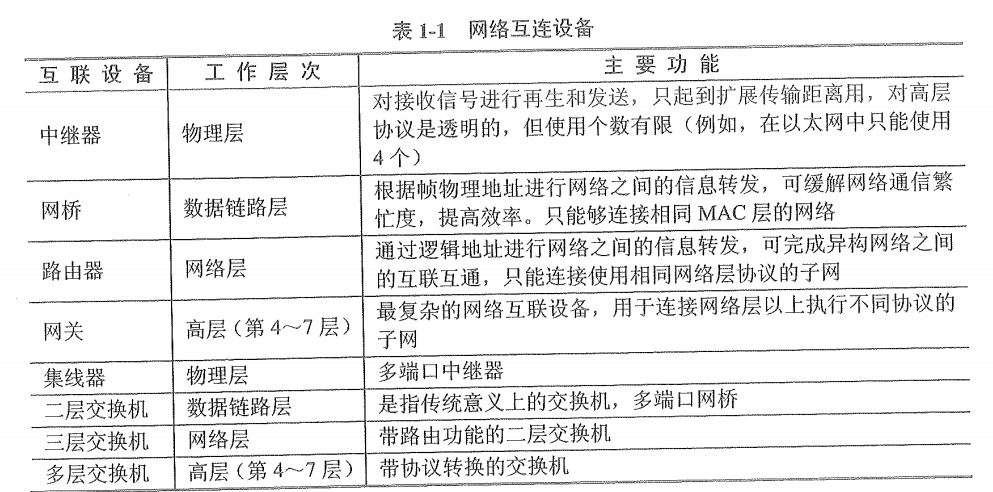 表 1-1 网络互连设备
互联设备 工作层次 主要功能
中继器 物理层 对接收信号进行再生和发送，只起到扩展传输距离用，对高层
协议是透明的，但使用个数有限（例如，在以太网中只能使用
4 个）
网桥 数据链路层 根据帧物理地址进行网络之间的信息转发，可缓解网络通信繁
忙度，提高效率。只能够连接相同 MAC 层的网络
路由器 网络层 通过逻辑地址进行网络之间的信息转发，可完成异构网络之间
的互联互通，只能连接使用相同网络层协议的子网
网关 高层（第 4～7 层） 最复杂的网络互联设备，用于连接网络层以上执行不同协议的
子网
集线器 物理层 多端口中继器
二层交换机 数据链路层 是指传统意义上的交换机，多端口网桥
三层交换机 网络层 带路由功能的二层交换机
多层交换机 高层（第 4～7 层） 带协议转换的交换机